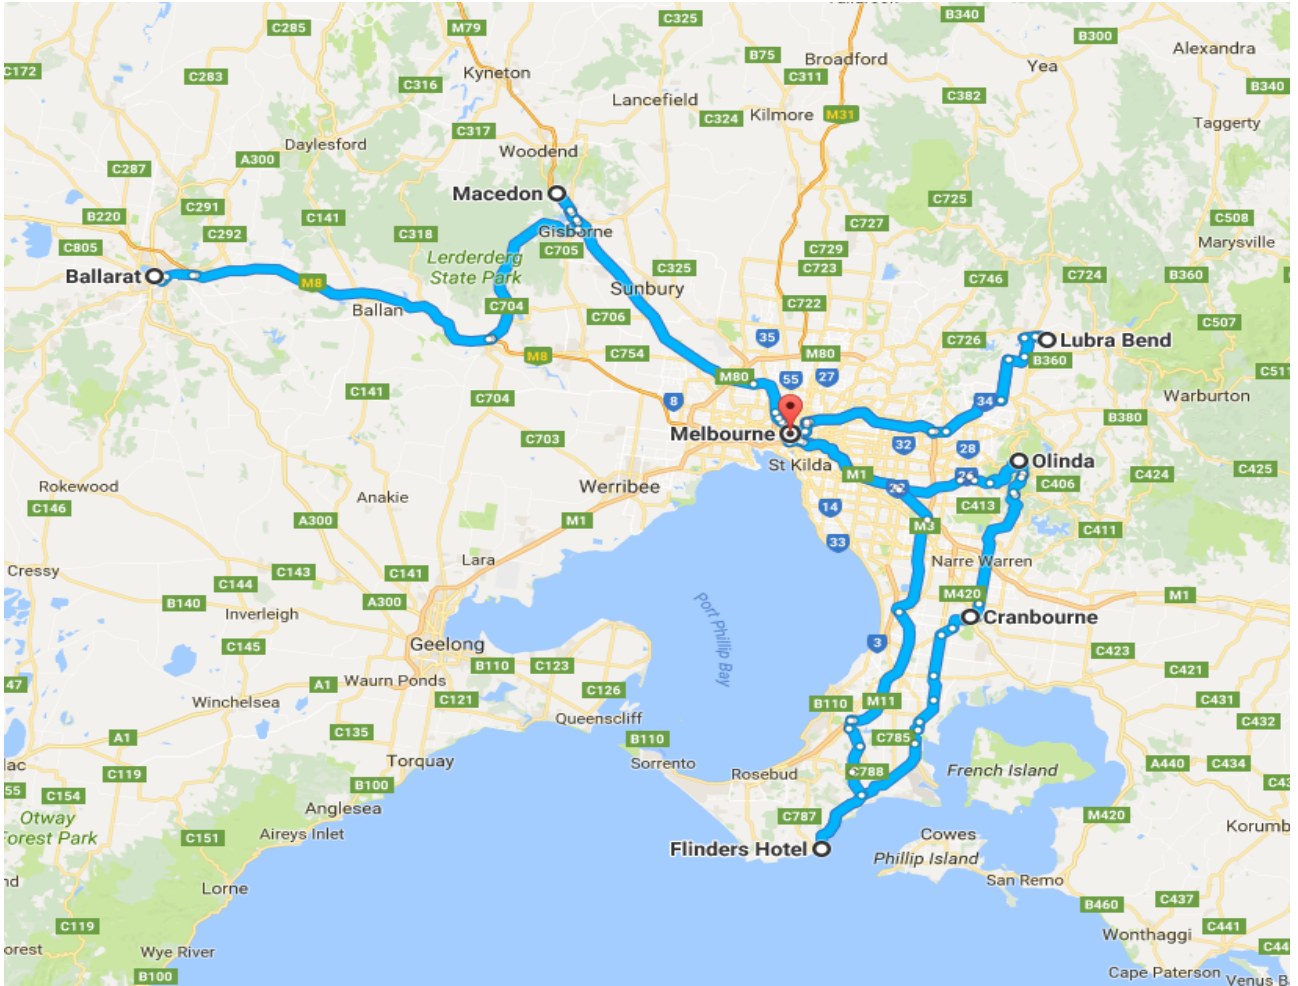 C325
B340
C285
M79
B300
Alexandra
B75
Broadford
Yea
C172
C283
Kyneton
C311
C316
B340
Lancefield
C382
Kilmore
M31
C324
Taggerty
C317
Daylesford
Woodend
A300
C287
Macedon
C725
C291
B220
C141
C508
C727
Gisborne
C292
C318
C805
C729
Marysville
C705
Lerderderg
State Park
C723
C325
C746
C724
B360
Ballarat
M8
Sunbury
C704
C722
Ballan
C706
C507
35
C726
Lubra Bend
M8
C754
M80
B360
C511
M80
55
27
C141
Warburton
C704
8
34
B380
Melbourne
C703
32
28
St Kilda
Olinda
C425
M1
C424
26
Rokewood
Werribee
22
C406
Anakie
C146
14
C413
A300
M1
M3
C411
33
Lara
Narre Warren
Cressy
C143
C141
C144
M420
M1
A300
B140
Port Phillip Bay
Inverleigh
Cranbourne
Geelong
3
C145
C423
B110
C123
C421
Waurn Ponds
47
A1
C126
Winchelsea
C121
M11
C431
B110
Queenscliff
C432
C135
A1
B110
C785
Torquay
Sorrento
A440
C434
C119
C788
French Island
Rosebud
B100
55
C154
Anglesea
C787
M420
Otway
Forest Park
Korumb
C151
Aireys Inlet
Cowes
Flinders Hotel
Phillip Island
San Remo
Lorne
C437
B460
C119
C441
Wonthaggi
orest
Wye River
C44
B100
Cape Paterson
Venus B